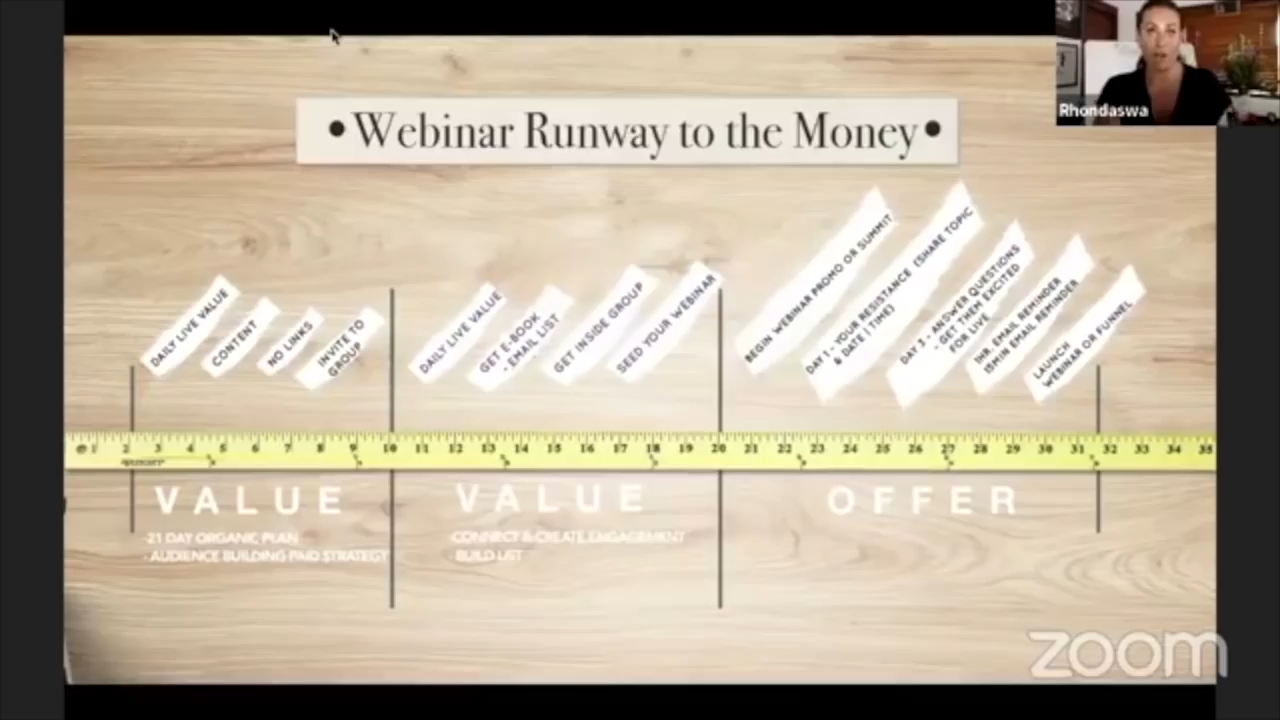 Rhondaswa
•Webinar Runway to the Money•
DAILY LIVE VALUE
CONTENT
NO LINKS
INVITE TO
GROUP
DAILY LIVE VALUE
GET E-BOOK
- EMAIL LIST
GET INSIDE GROUP
SEED YOUR WEBINAR
BEGIN WEBINAR PROMO OR SUMMIT
DAY 1 - YOUR RESISTANCE (SHARE TOPIC
& DATE | TIME)
DAY 3 - ANSWER QUESTIONS
- GET THEM EXCITED
FOR LIVE
1HR. EMAIL REMINDER
15MIN EMAIL REMINDER
LAUNCH
WEBINAR OR FUNNEL
1 2 3 4 5 6 7 8 9 10 11 12 13 14 15 16 17 18 19 20 21 22 23 24 25 26 27 28 29 30 31 32 33 34 35
VALUE
21 DAY ORGANIC PLAN
- AUDIENCE BUILDING PAID STRATEGY
VALUE
CONNECT & CREATE ENGAGEMENT
BUILD LIST
OFFER
zoom